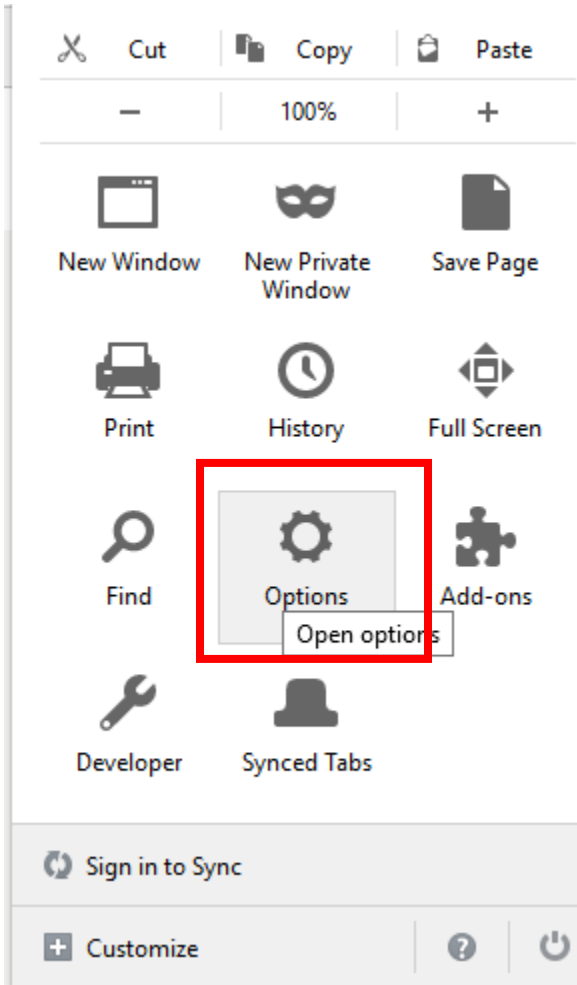 Cut Copy Paste
− 100% +
New Window New Private Window Save Page
Print History Full Screen
Find Options Add-ons
Open options
Developer Synced Tabs
Sign in to Sync
Customize ?